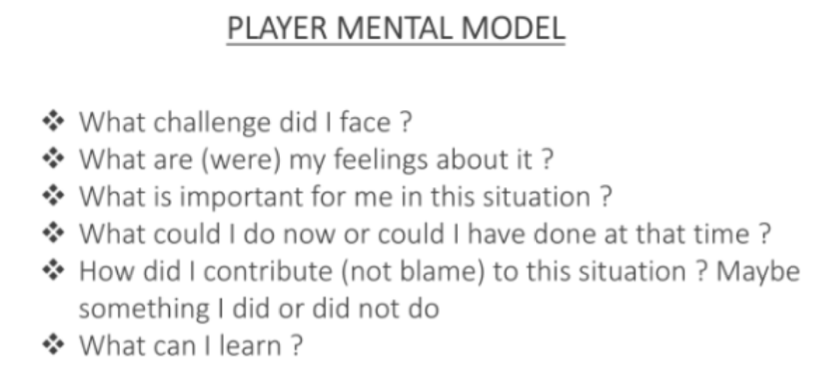 PLAYER MENTAL MODEL
❖ What challenge did I face ?
❖ What are (were) my feelings about it ?
❖ What is important for me in this situation ?
❖ What could I do now or could I have done at that time ?
❖ How did I contribute (not blame) to this situation ? Maybe
something I did or did not do
❖ What can I learn ?